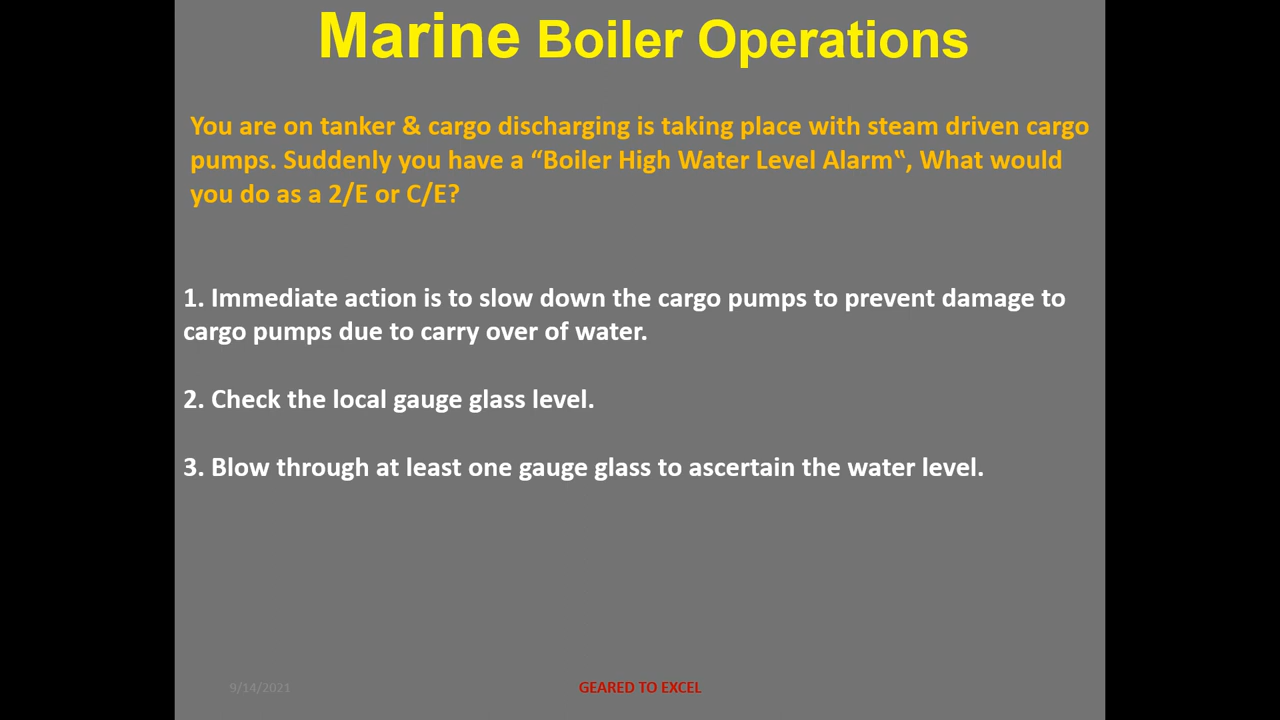 Marine Boiler Operations
You are on tanker & cargo discharging is taking place with steam driven cargo
pumps. Suddenly you have a “Boiler High Water Level Alarm‟, What would
you do as a 2/E or C/E?
1. Immediate action is to slow down the cargo pumps to prevent damage to
cargo pumps due to carry over of water.
2. Check the local gauge glass level.
3. Blow through at least one gauge glass to ascertain the water level.
9/14/2021
GEARED TO EXCEL